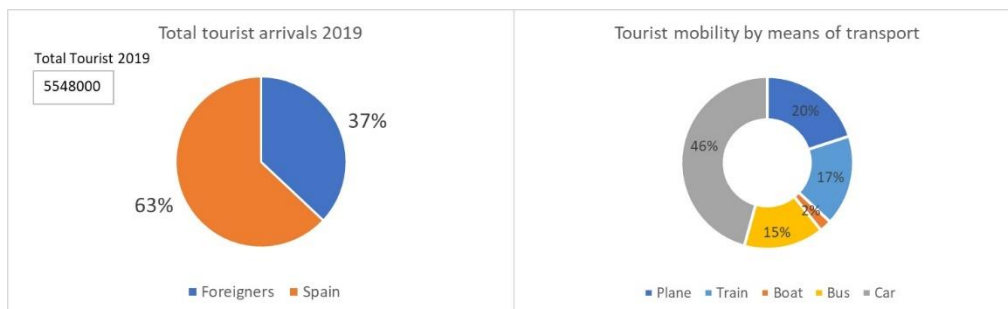 Total tourist arrivals 2019
Total Tourist 2019
5548000
37%
63%
Foreigners Spain
Tourist mobility by means of transport
20%
46%
17%
2%
15%
Plane Train Boat Bus Car